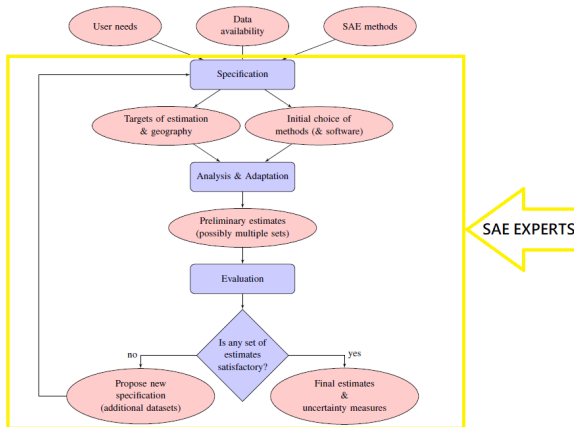 User needs
Data
availability
SAE methods
Specification
Targets of estimation
& geography
Initial choice of
methods (& software)
Analysis & Adaptation
Preliminary estimates
(possibly multiple sets)
SAE EXPERTS
Evaluation
Is any set of
estimates
satisfactory?
no
yes
Propose new
specification
(additional datasets)
Final estimates
&
uncertainty measures